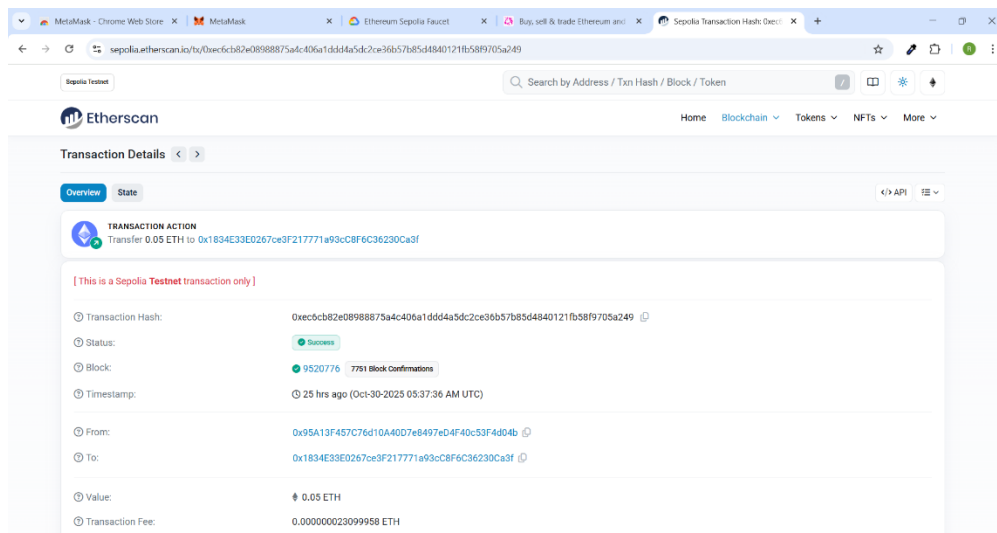 MetaMask - Chrome Web Store
MetaMask
Ethereum Sepolia Faucet
Buy, sell & trade Ethereum and
Sepolia Transaction Hash: 0xec6
sepolia.etherscan.io/tx/0xec6cb82e08988875a4c406a1ddd4a5dc2ce36b57b85d4840121fb58f9705a249
R
Sepolia Testnet
Search by Address / Txn Hash / Block / Token
/
Etherscan
Home Blockchain Tokens NFTs More
Transaction Details
Overview State
</> API
TRANSACTION ACTION
Transfer 0.05 ETH to 0x1834E33E0267ce3F217771a93cC8F6C36230Ca3f
[ This is a Sepolia Testnet transaction only ]
Transaction Hash: 0xec6cb82e08988875a4c406a1ddd4a5dc2ce36b57b85d4840121fb58f9705a249
Status: Success
Block: 9520776 7751 Block Confirmations
Timestamp: 25 hrs ago (Oct-30-2025 05:37:36 AM UTC)
From: 0x95A13F457C76d10A40D7e8497eD4F40c53F4d04b
To: 0x1834E33E0267ce3F217771a93cC8F6C36230Ca3f
Value: 0.05 ETH
Transaction Fee: 0.000000023099958 ETH